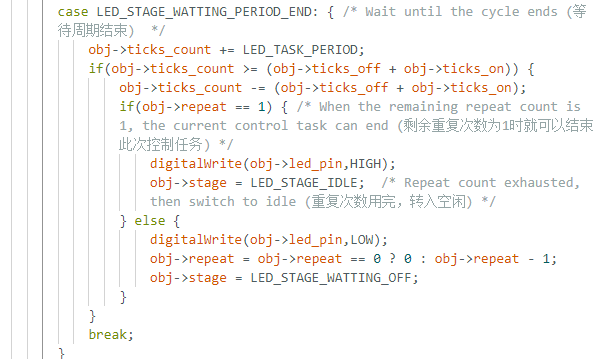 case LED_STAGE_WATTING_PERIOD_END: { /* Wait until the cycle ends (等
待周期结束)  */
obj->ticks_count += LED_TASK_PERIOD;
if(obj->ticks_count >= (obj->ticks_off + obj->ticks_on)) {
obj->ticks_count -= (obj->ticks_off + obj->ticks_on);
if(obj->repeat == 1) { /* When the remaining repeat count is
1, the current control task can end (剩余重复次数为1时就可以结束
此次控制任务) */
digitalWrite(obj->led_pin,HIGH);
obj->stage = LED_STAGE_IDLE;  /* Repeat count exhausted,
then switch to idle (重复次数用完，转入空闲) */
} else {
digitalWrite(obj->led_pin,LOW);
obj->repeat = obj->repeat == 0 ? 0 : obj->repeat - 1;
obj->stage = LED_STAGE_WATTING_OFF;
}
}
break;
}